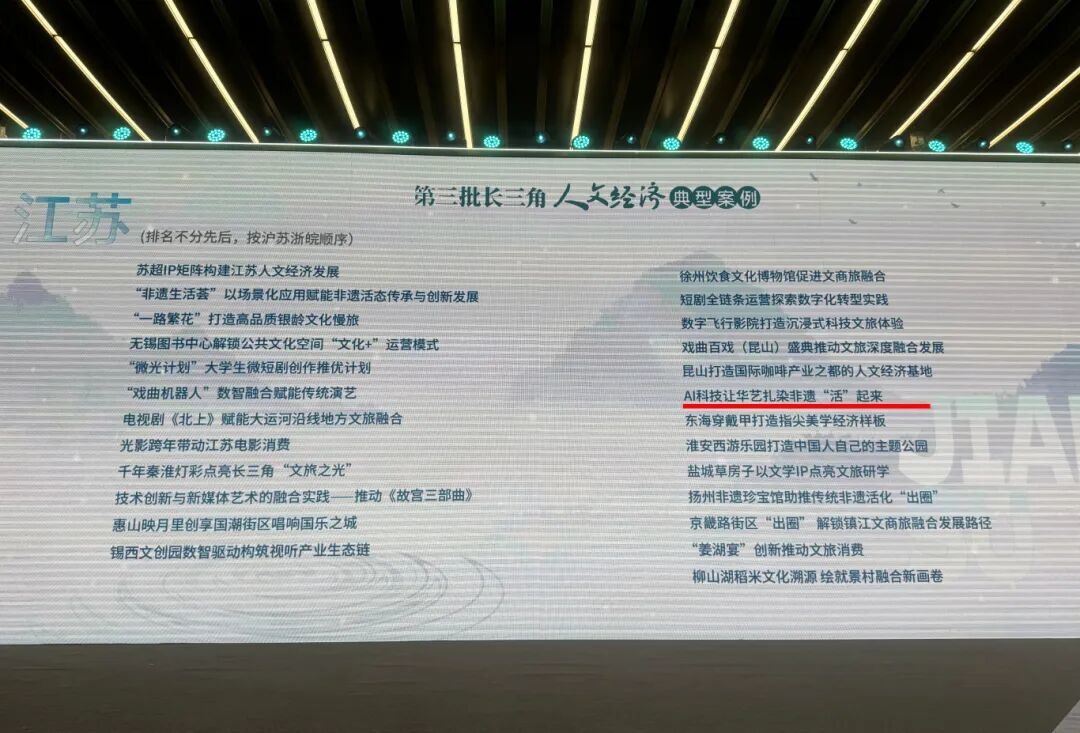 江苏
第三批长三角人文经济典型案例
(排名不分先后，按沪苏浙皖顺序)
苏超IP矩阵构建江苏人文经济发展
“非遗生活荟”以场景化应用赋能非遗活态传承与创新发展
“一路繁花”打造高品质银龄文化慢旅
无锡图书中心解锁公共文化空间“文化+”运营模式
“微光计划”大学生微短剧创作推优计划
“戏曲机器人”数智融合赋能传统演艺
电视剧《北上》赋能大运河沿线地方文旅融合
光影跨年带动江苏电影消费
千年秦淮灯彩点亮长三角“文旅之光”
技术创新与新媒体艺术的融合实践——推动《故宫三部曲》
惠山映月里创享国潮街区唱响国乐之城
锡西文创园数智驱动构筑视听产业生态链
徐州饮食文化博物馆促进文商旅融合
短剧全链条运营探索数字化转型实践
数字飞行影院打造沉浸式科技文旅体验
戏曲百戏（昆山）盛典推动文旅深度融合发展
昆山打造国际咖啡产业之都的人文经济基地
AI科技让华艺扎染非遗“活”起来
东海穿戴甲打造指尖美学经济样板
淮安西游乐园打造中国人自己的主题公园
盐城草房子以文学IP点亮文旅研学
扬州非遗珍宝馆助推传统非遗活化“出圈”
京畿路街区“出圈” 解锁镇江文商旅融合发展路径
“姜湖宴”创新推动文旅消费
柳山湖稻米文化溯源 绘就景村融合新画卷
JIA
SU